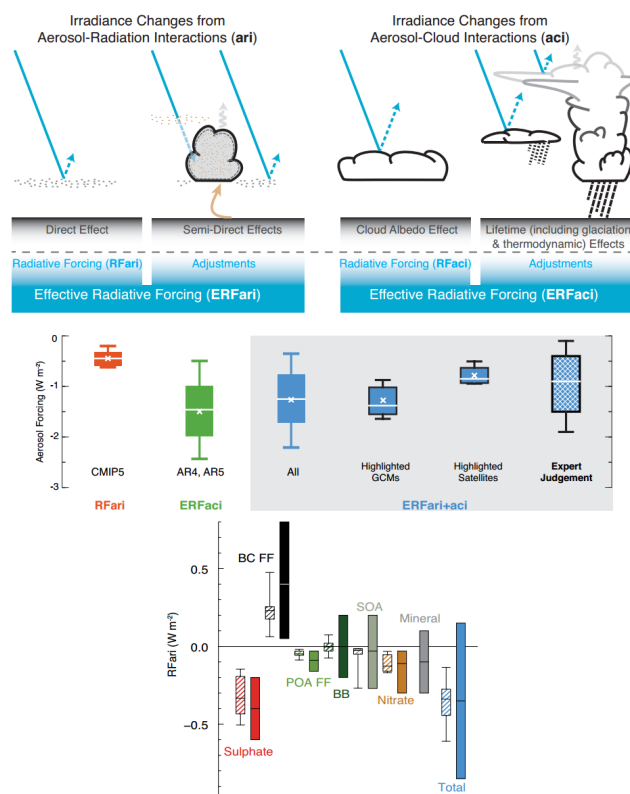 Irradiance Changes from
Aerosol-Radiation Interactions (ari)
Irradiance Changes from
Aerosol-Cloud Interactions (aci)
Direct Effect
Semi-Direct Effects
Cloud Albedo Effect
Lifetime (including glaciation
& thermodynamic) Effects
Radiative Forcing (RFari)
Adjustments
Radiative Forcing (RFaci)
Adjustments
Effective Radiative Forcing (ERFari)
Effective Radiative Forcing (ERFaci)
Aerosol Forcing (W m⁻²)
0
-1
-2
-3
CMIP5
AR4, AR5
All
Highlighted
GCMs
Highlighted
Satellites
Expert
Judgement
RFari
ERFaci
ERFari+aci
RFari (W m⁻²)
0.5
0.0
−0.5
BC FF
Sulphate
POA FF
BB
SOA
Nitrate
Mineral
Total